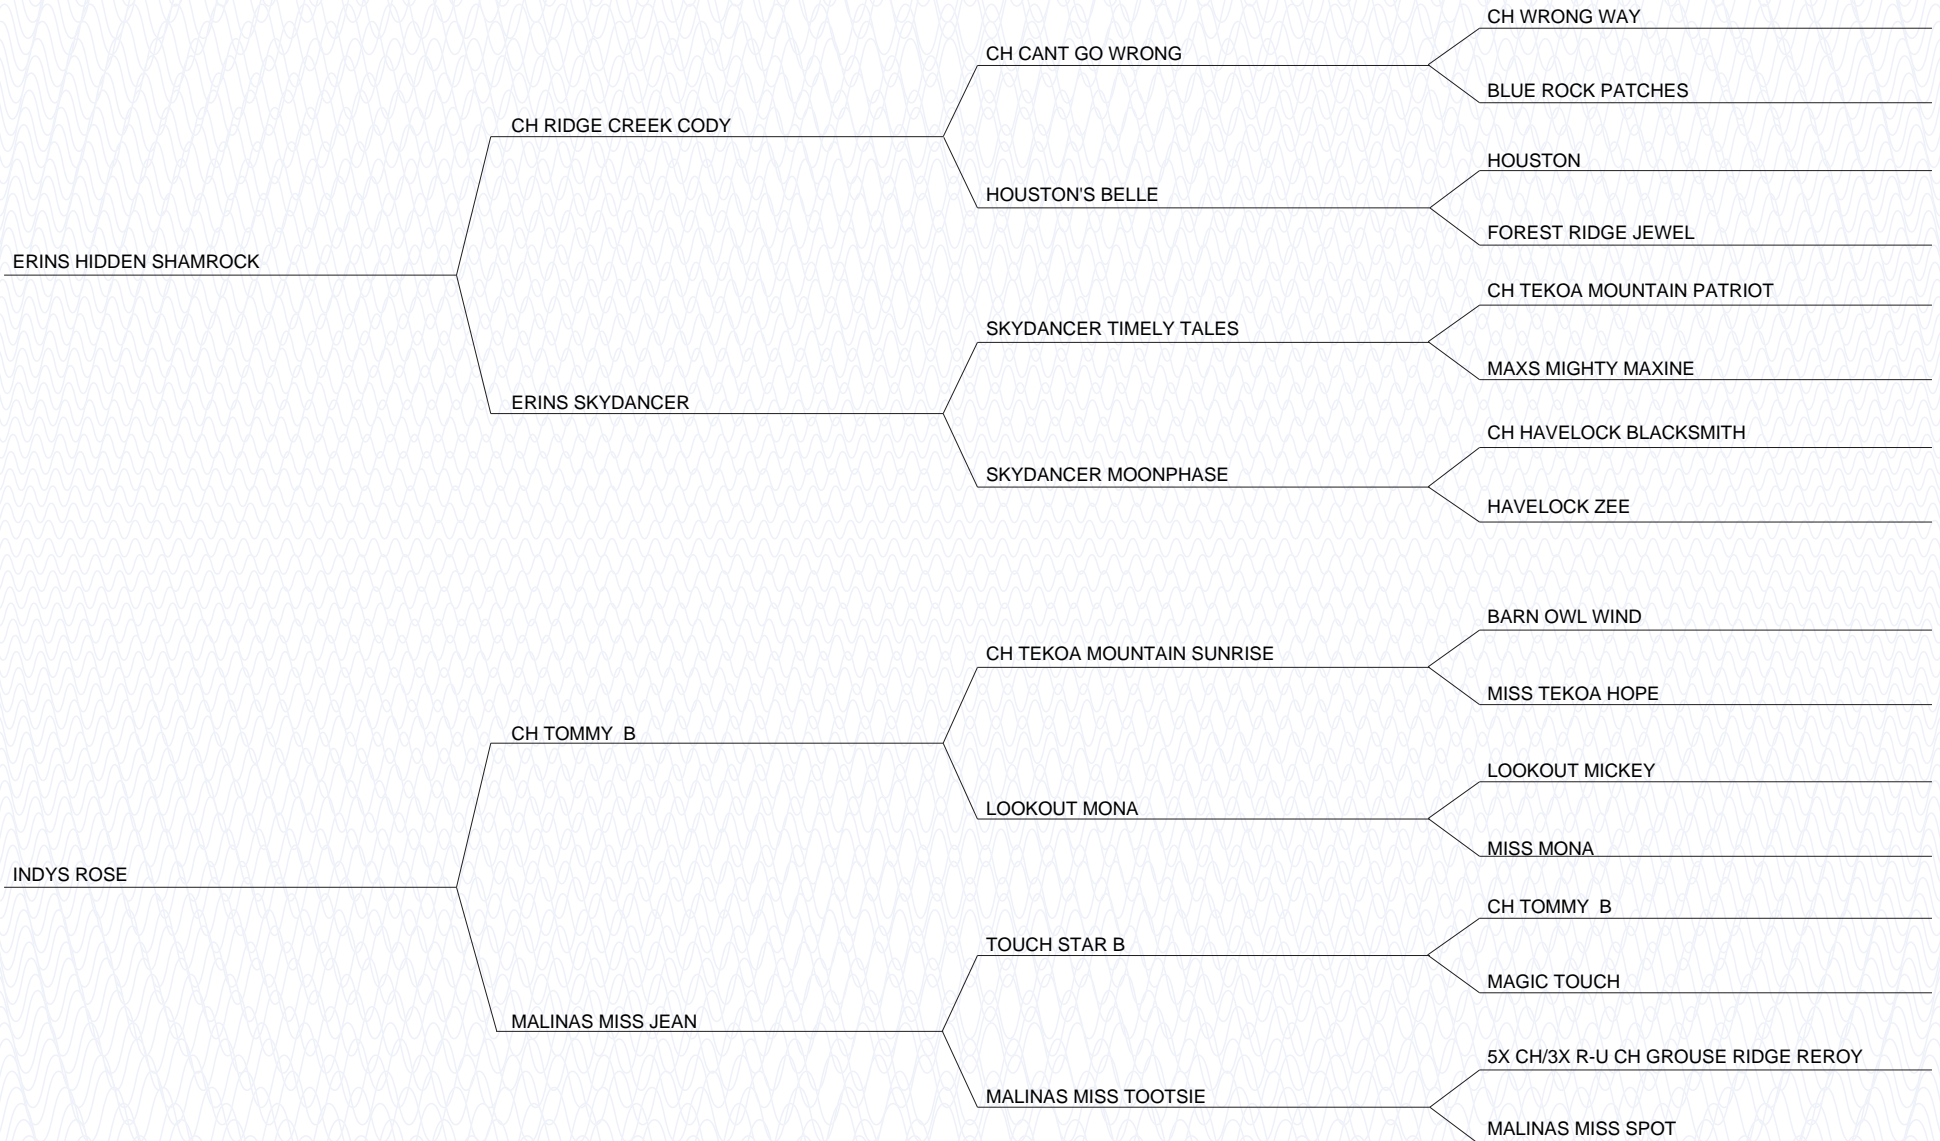 CH WRONG WAY
CH CANT GO WRONG
BLUE ROCK PATCHES
CH RIDGE CREEK CODY
HOUSTON
HOUSTON'S BELLE
FOREST RIDGE JEWEL
ERINS HIDDEN SHAMROCK
CH TEKOA MOUNTAIN PATRIOT
SKYDANCER TIMELY TALES
MAXS MIGHTY MAXINE
ERINS SKYDANCER
CH HAVELOCK BLACKSMITH
SKYDANCER MOONPHASE
HAVELOCK ZEE
BARN OWL WIND
CH TEKOA MOUNTAIN SUNRISE
MISS TEKOA HOPE
CH TOMMY  B
LOOKOUT MICKEY
LOOKOUT MONA
MISS MONA
INDYS ROSE
CH TOMMY  B
TOUCH STAR B
MAGIC TOUCH
MALINAS MISS JEAN
5X CH/3X R-U CH GROUSE RIDGE REROY
MALINAS MISS TOOTSIE
MALINAS MISS SPOT